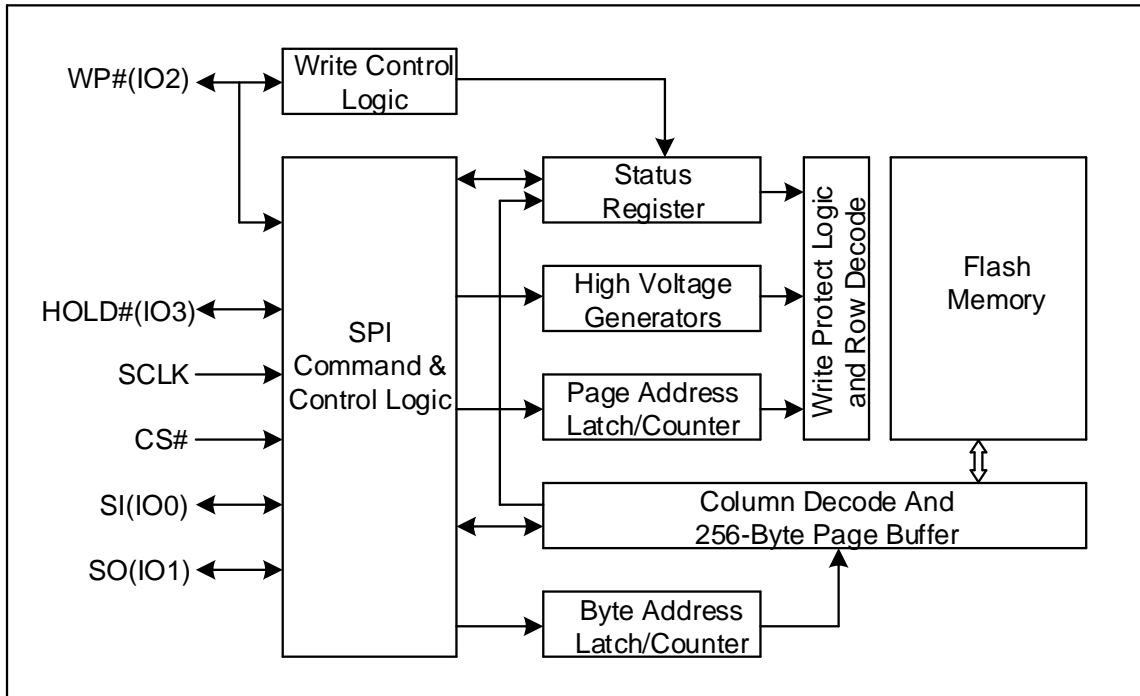 WP#(IO2)
Write Control
Logic
Status
Register
Write Protect Logic
and Row Decode
Flash
Memory
HOLD#(IO3)
High Voltage
Generators
SPI
Command &
Control Logic
SCLK
Page Address
Latch/Counter
CS#
SI(IO0)
Column Decode And
256-Byte Page Buffer
SO(IO1)
Byte Address
Latch/Counter